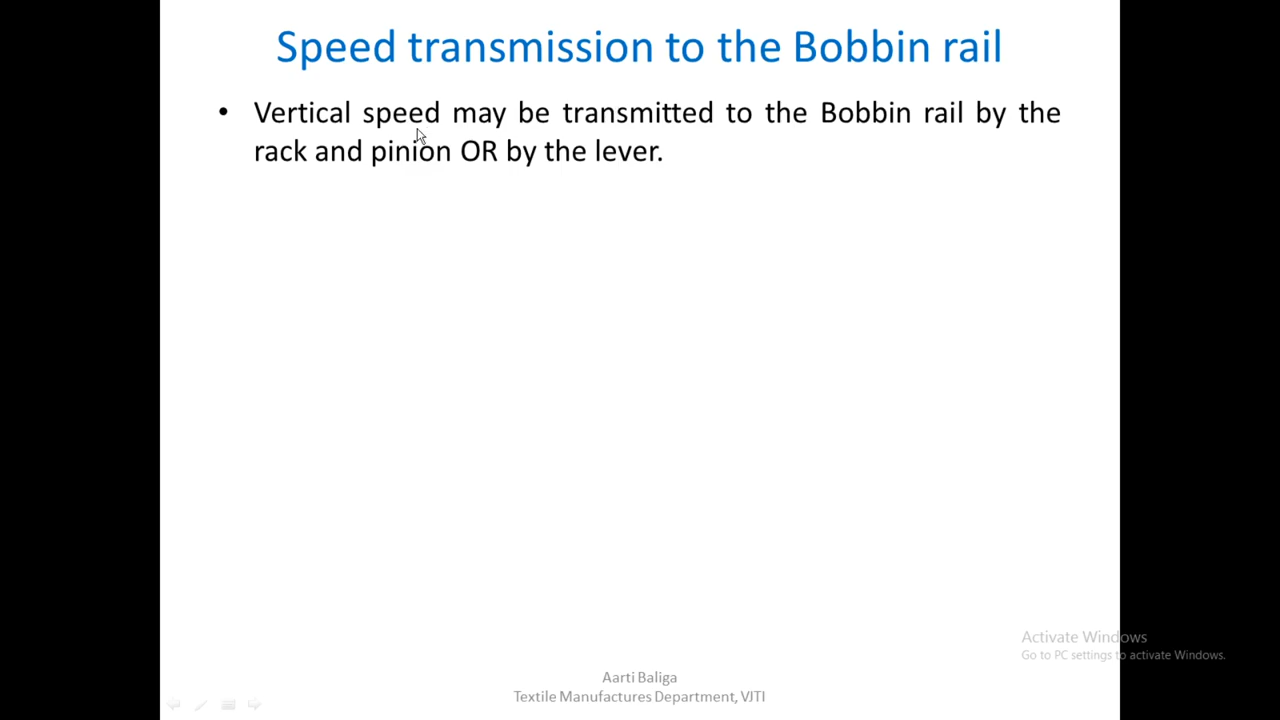 Speed transmission to the Bobbin rail
• Vertical speed may be transmitted to the Bobbin rail by the
rack and pinion OR by the lever.
Activate Windows
Go to PC settings to activate Windows.
Aarti Baliga
Textile Manufactures Department, VJTI